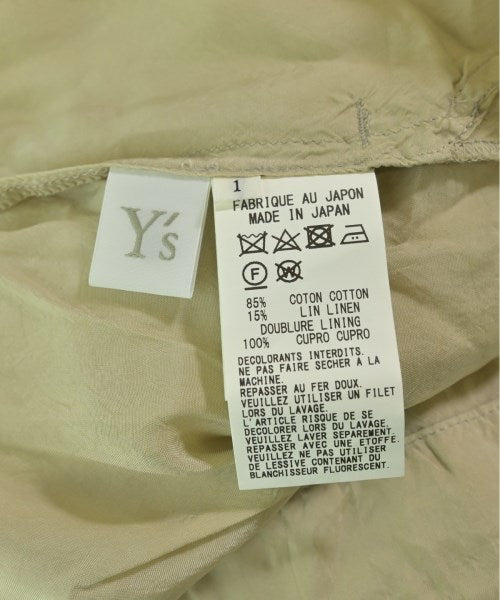 Y's
1
FABRIQUE AU JAPON
MADE IN JAPAN
F W
85% COTON COTTON
15% LIN LINEN
DOUBLURE LINING
100% CUPRO CUPRO
DECOLORANTS INTERDITS.
NE PAS FAIRE SECHER A LA
MACHINE.
REPASSER AU FER DOUX.
VEUILLEZ UTILISER UN FILET
LORS DU LAVAGE.
L'ARTICLE RISQUE DE SE
DECOLORER LORS DU LAVAGE,
VEUILLEZ LAVER SEPAREMENT.
REPASSER AVEC UNE ETOFFE.
VEUILLEZ NE PAS UTILISER
DE LESSIVE CONTENANT DU
BLANCHISSEUR FLUORESCENT.